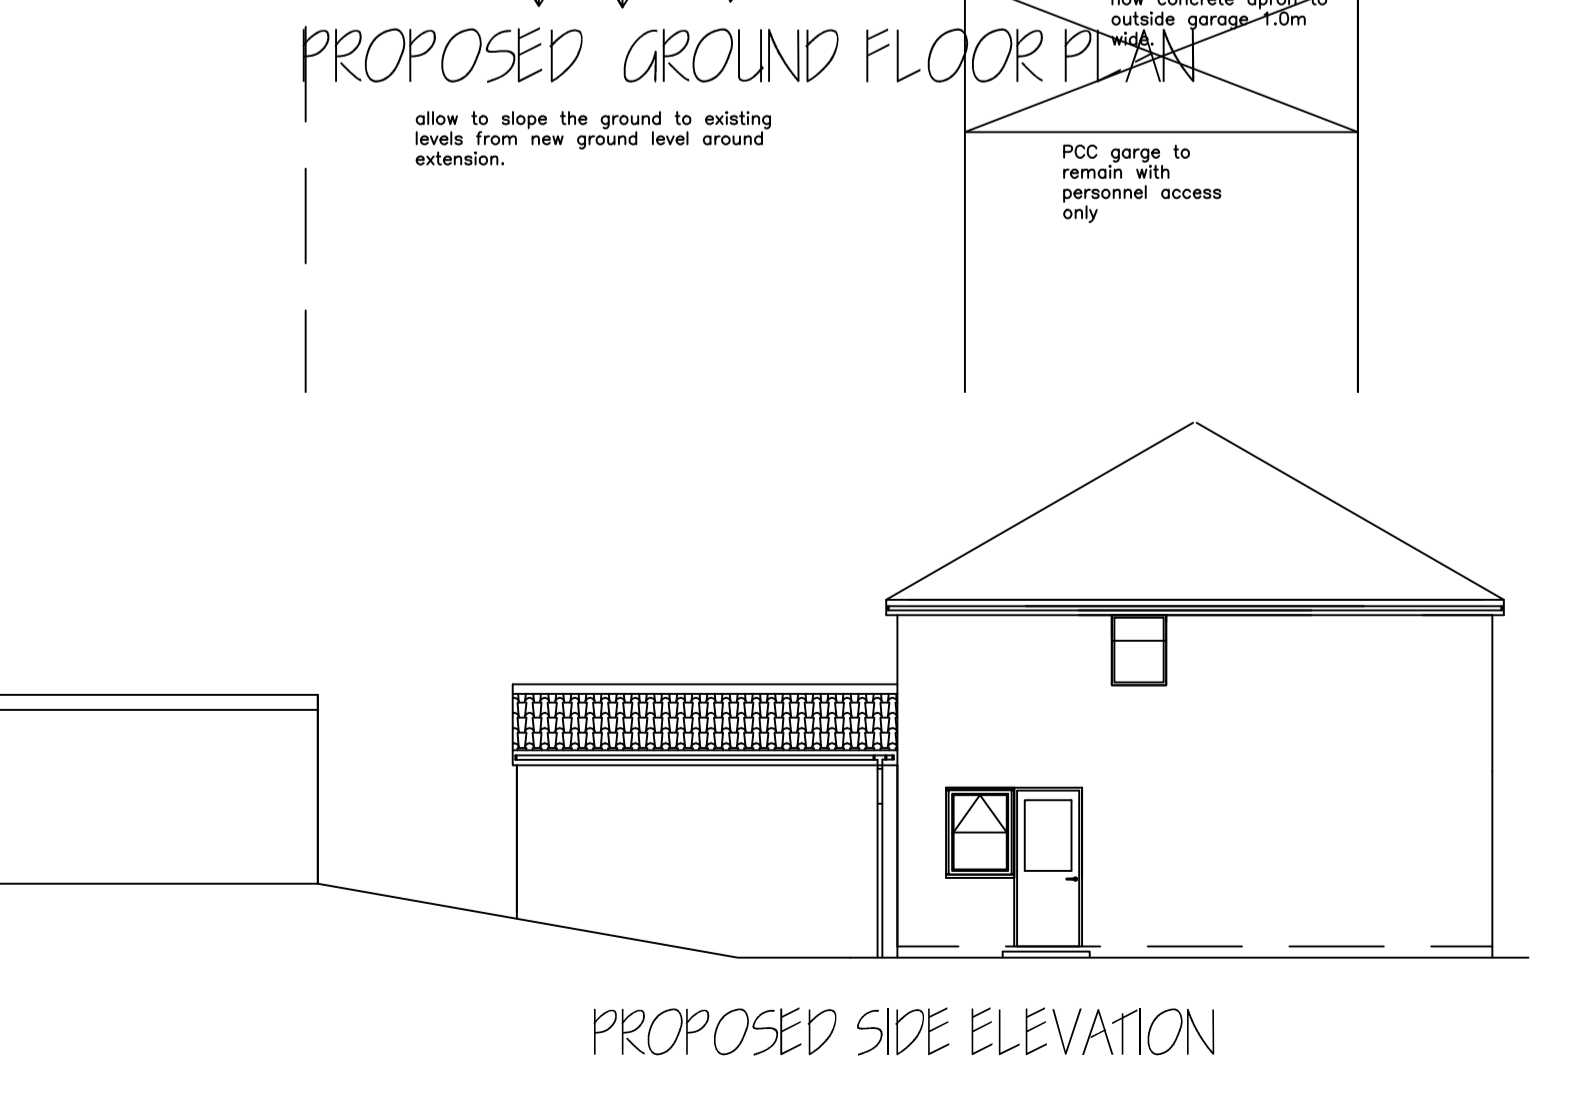 outside garage 1.0m
wide.
PROPOSED GROUND FLOOR PLAN
allow to slope the ground to existing
levels from new ground level around
extension.
PCC garge to
remain with
personnel access
only
PROPOSED SIDE ELEVATION